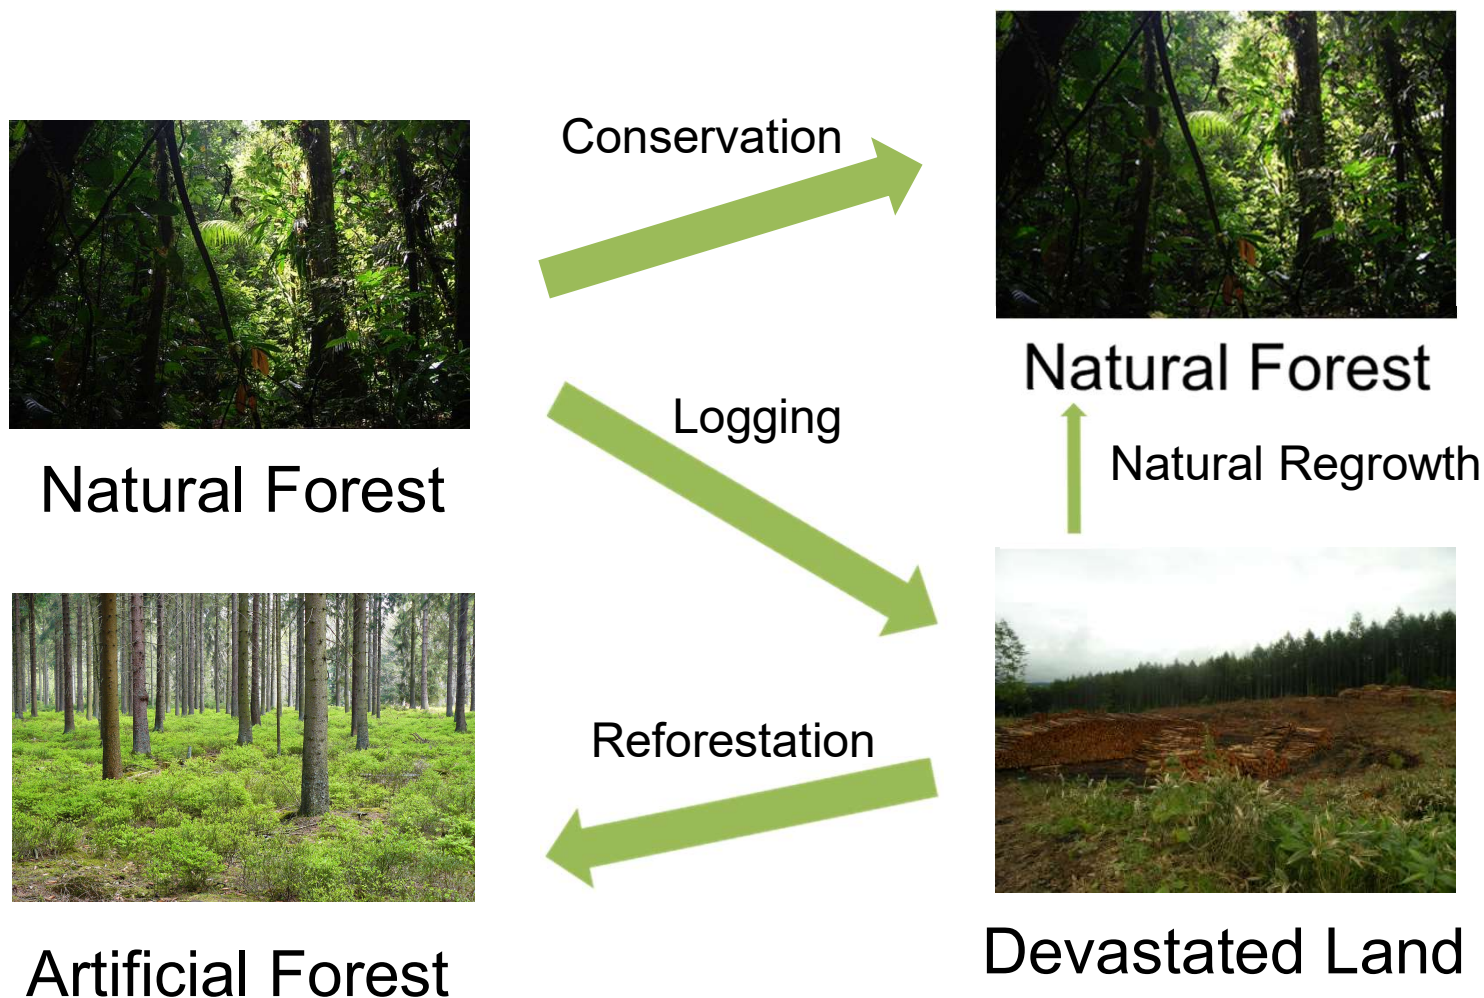 Conservation
Natural Forest
Logging
Natural Forest
Natural Regrowth
Reforestation
Artificial Forest
Devastated Land